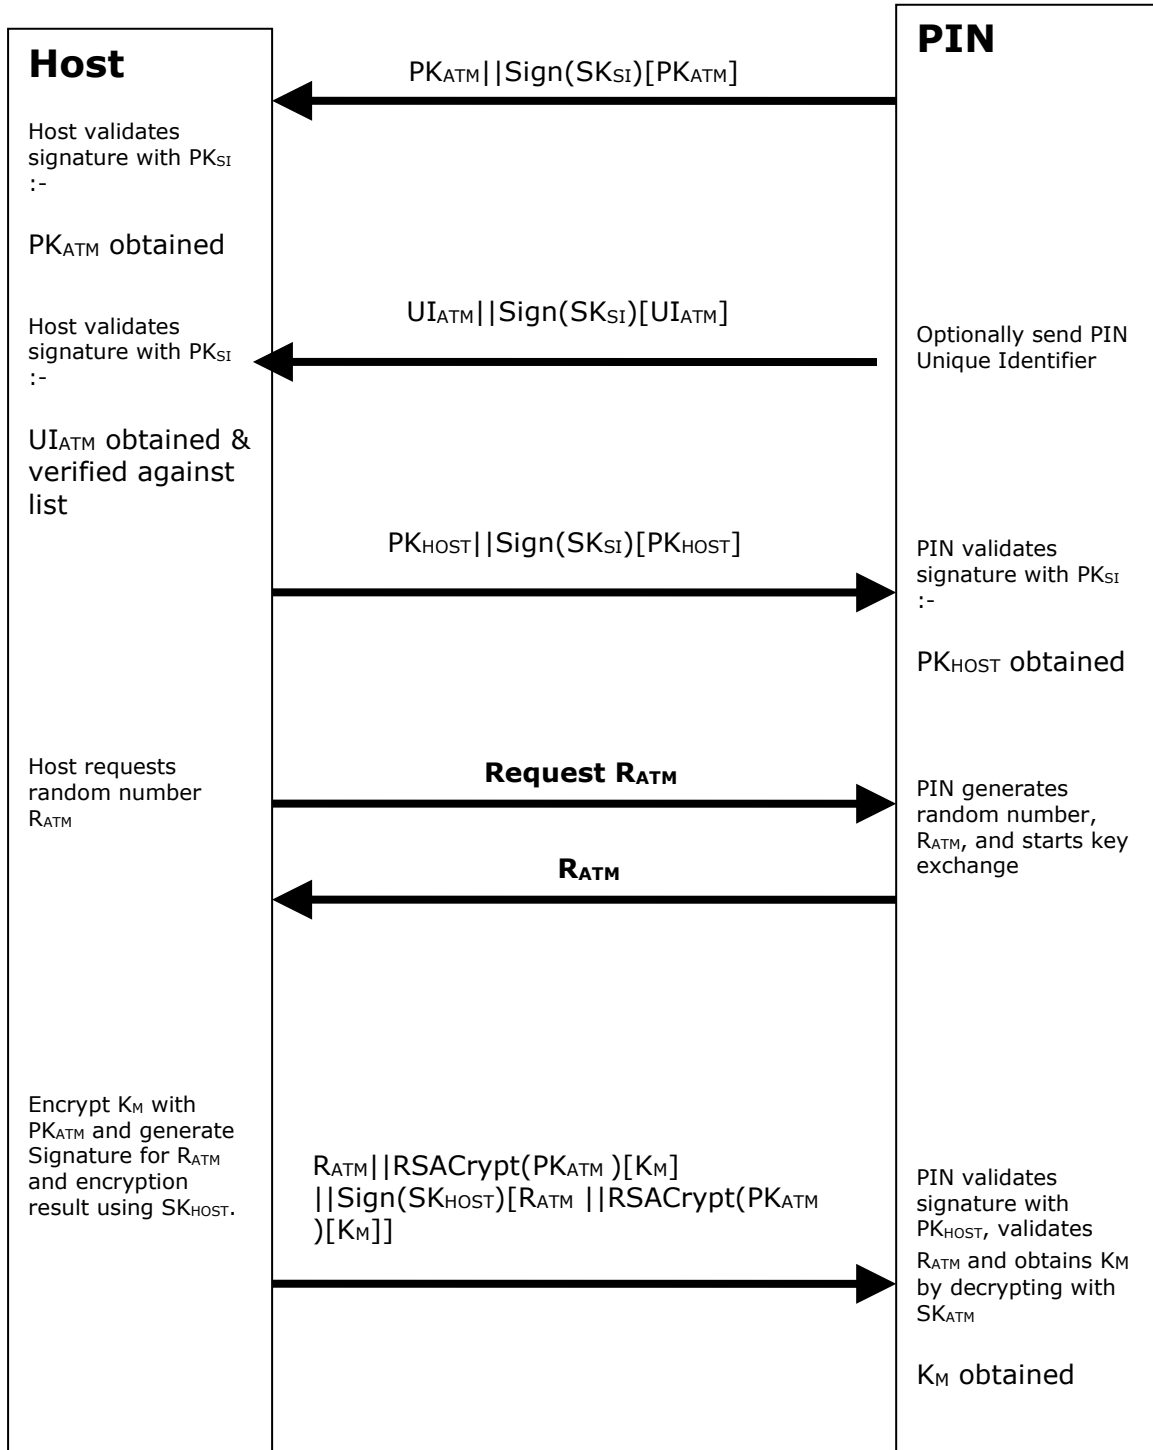 Host
PIN
PKATM||Sign(SKSI)[PKATM]
Host validates
signature with PKSI
:-
PKATM obtained
UIATM||Sign(SKSI)[UIATM]
Host validates
signature with PKSI
:-
Optionally send PIN
Unique Identifier
UIATM obtained &
verified against
list
PKHOST||Sign(SKSI)[PKHOST]
PIN validates
signature with PKSI
:-
PKHOST obtained
Host requests
random number
RATM
Request RATM
PIN generates
random number,
RATM, and starts key
exchange
RATM
Encrypt KM with
PKATM and generate
Signature for RATM
and encryption
result using SKHOST.
RATM||RSACrypt(PKATM )[KM]
||Sign(SKHOST)[RATM ||RSACrypt(PKATM
)[KM]]
PIN validates
signature with
PKHOST, validates
RATM and obtains KM
by decrypting with
SKATM
KM obtained